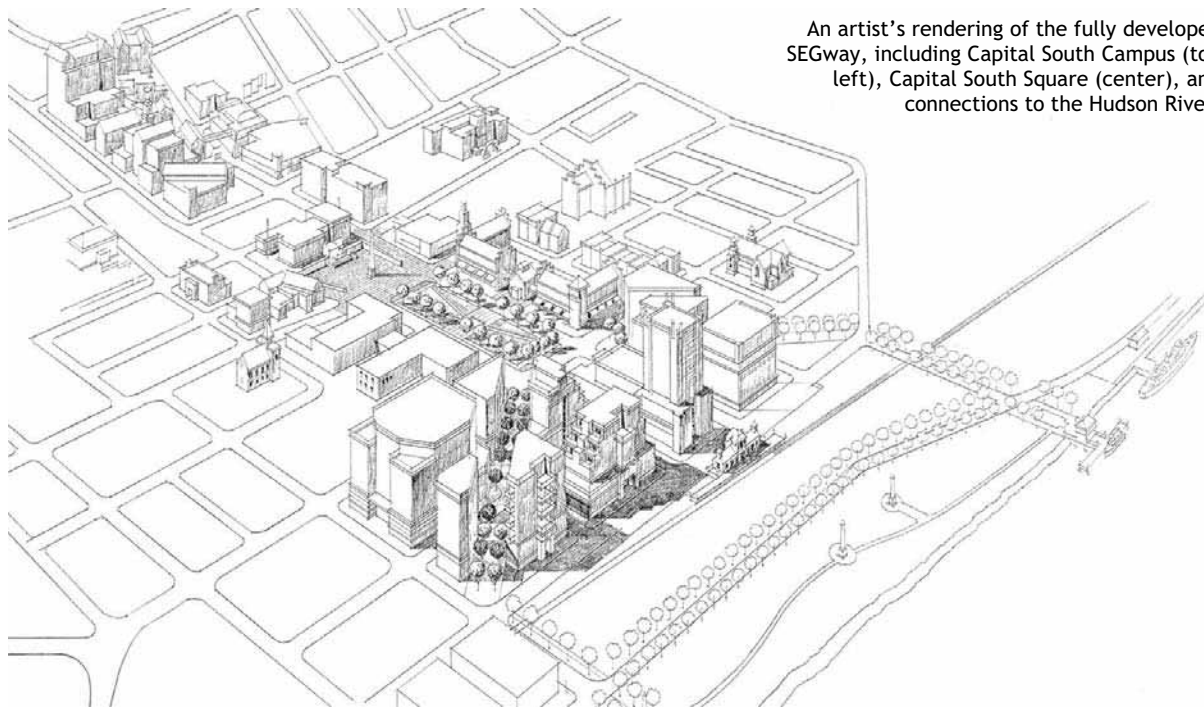 An artist’s rendering of the fully develope
SEGway, including Capital South Campus (to
left), Capital South Square (center), an
connections to the Hudson Rive